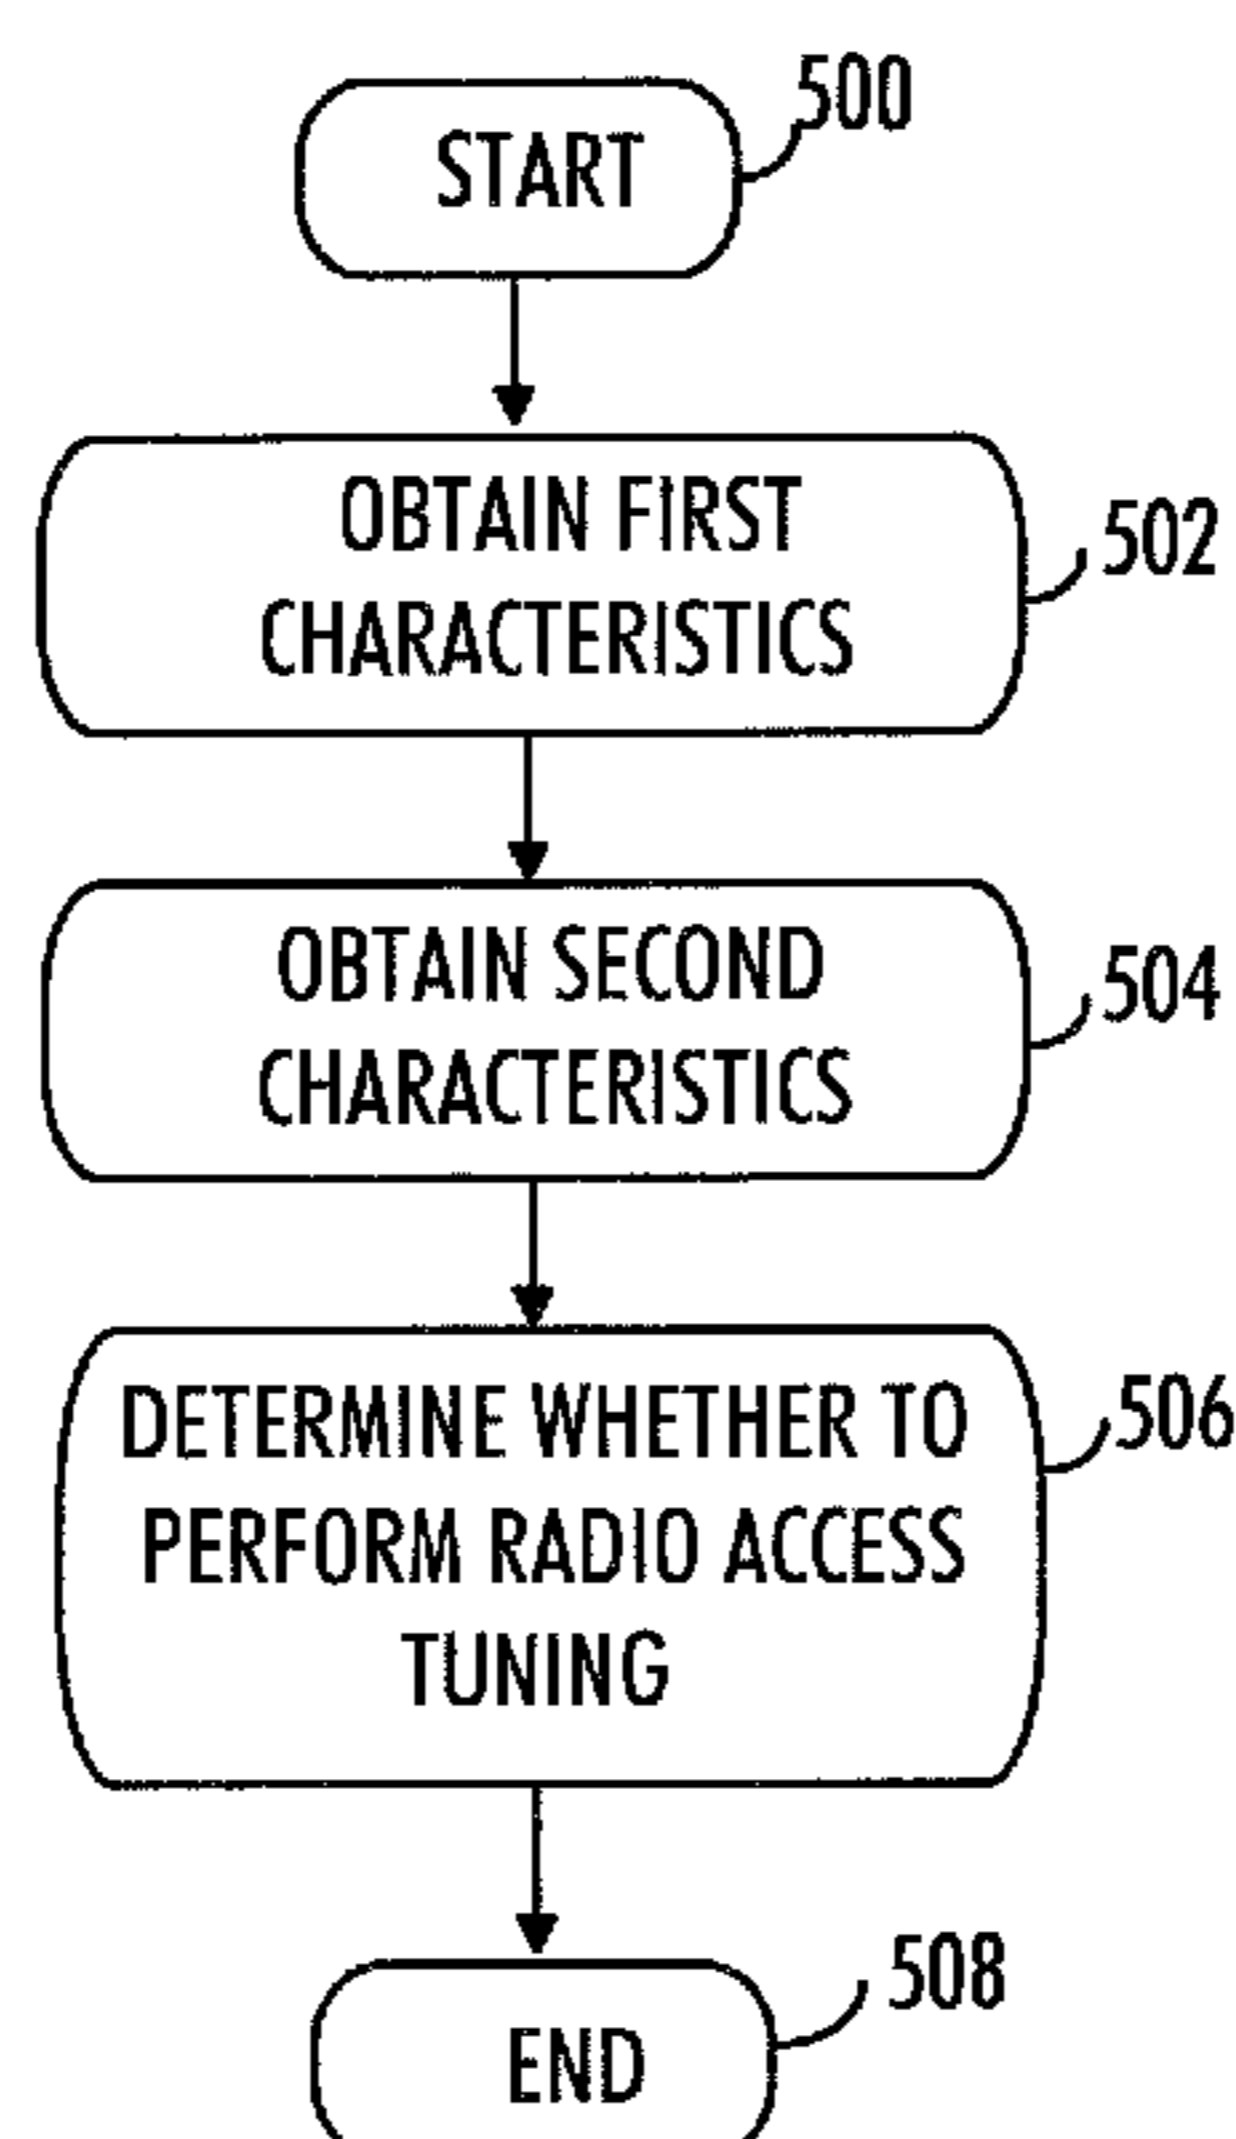 START
500
OBTAIN FIRST
CHARACTERISTICS
502
OBTAIN SECOND
CHARACTERISTICS
504
DETERMINE WHETHER TO
PERFORM RADIO ACCESS
TUNING
506
END
508